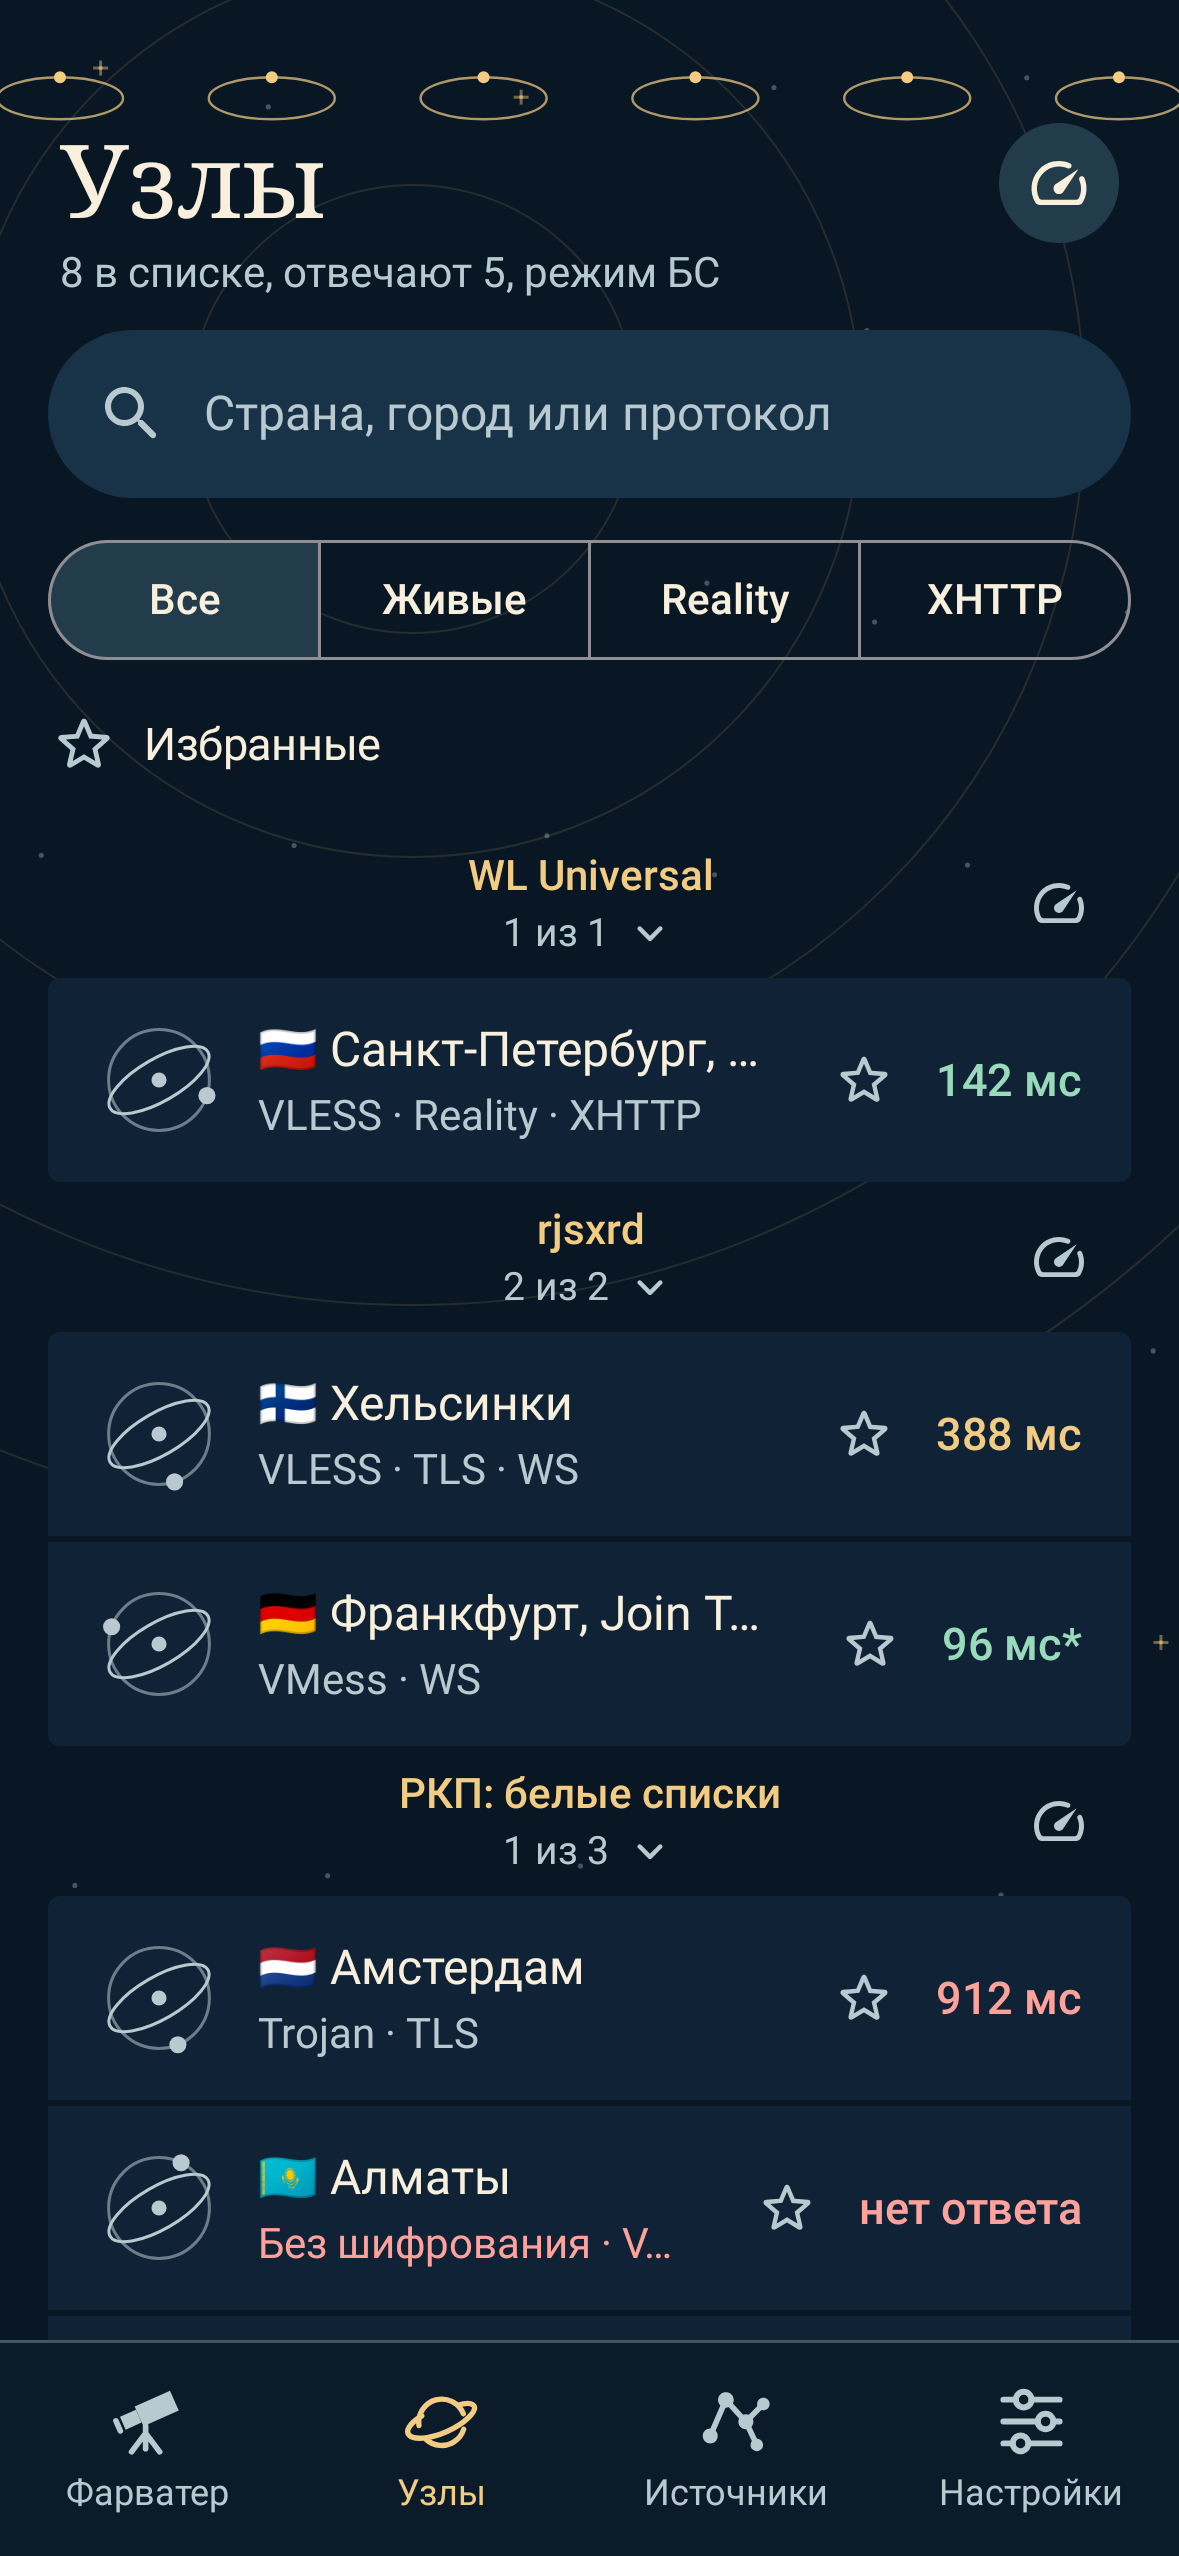 Узлы
8 в списке, отвечают 5, режим БС
Страна, город или протокол
Все
Живые
Reality
XHTTP
Избранные
WL Universal
1 из 1
Санкт-Петербург, ...
142 мс
VLESS · Reality · XHTTP
rjsxrd
2 из 2
Хельсинки
388 мс
VLESS · TLS · WS
Франкфурт, Join T...
96 мс*
VMess · WS
РКП: белые списки
1 из 3
Амстердам
912 мс
Trojan · TLS
Алматы
нет ответа
Без шифрования · V...
Фарватер
Узлы
Источники
Настройки